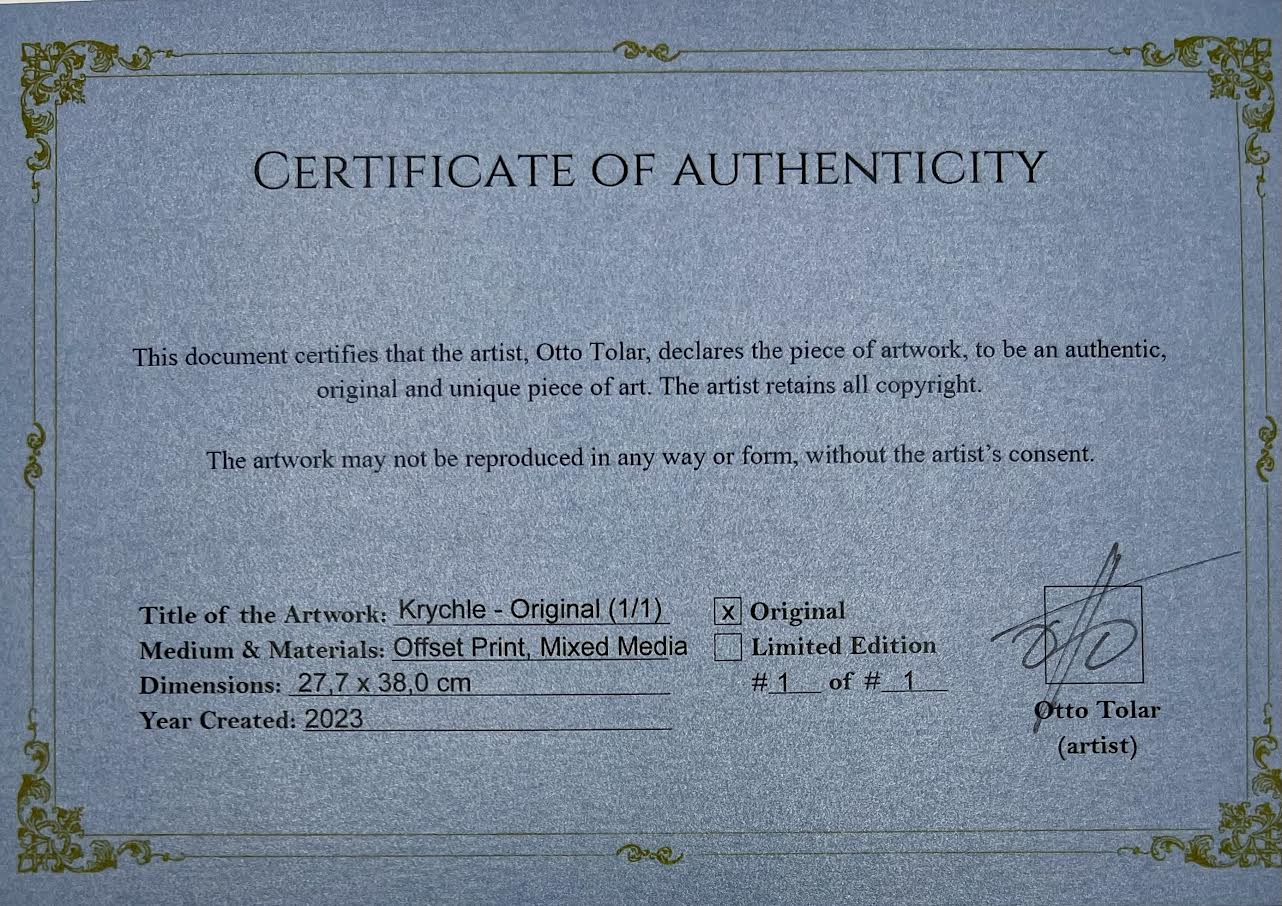 CERTIFICATE OF AUTHENTICITY
This document certifies that the artist, Otto Tolar, declares the piece of artwork, to be an authentic,
original and unique piece of art. The artist retains all copyright.
The artwork may not be reproduced in any way or form, without the artist's consent.
Title of the Artwork: Krychle - Original (1/1)
Medium & Materials: Offset Print, Mixed Media
Dimensions: 27,7 x 38,0 cm
Year Created: 2023
x Original
Limited Edition
# 1 of # 1
Otto Tolar
(artist)